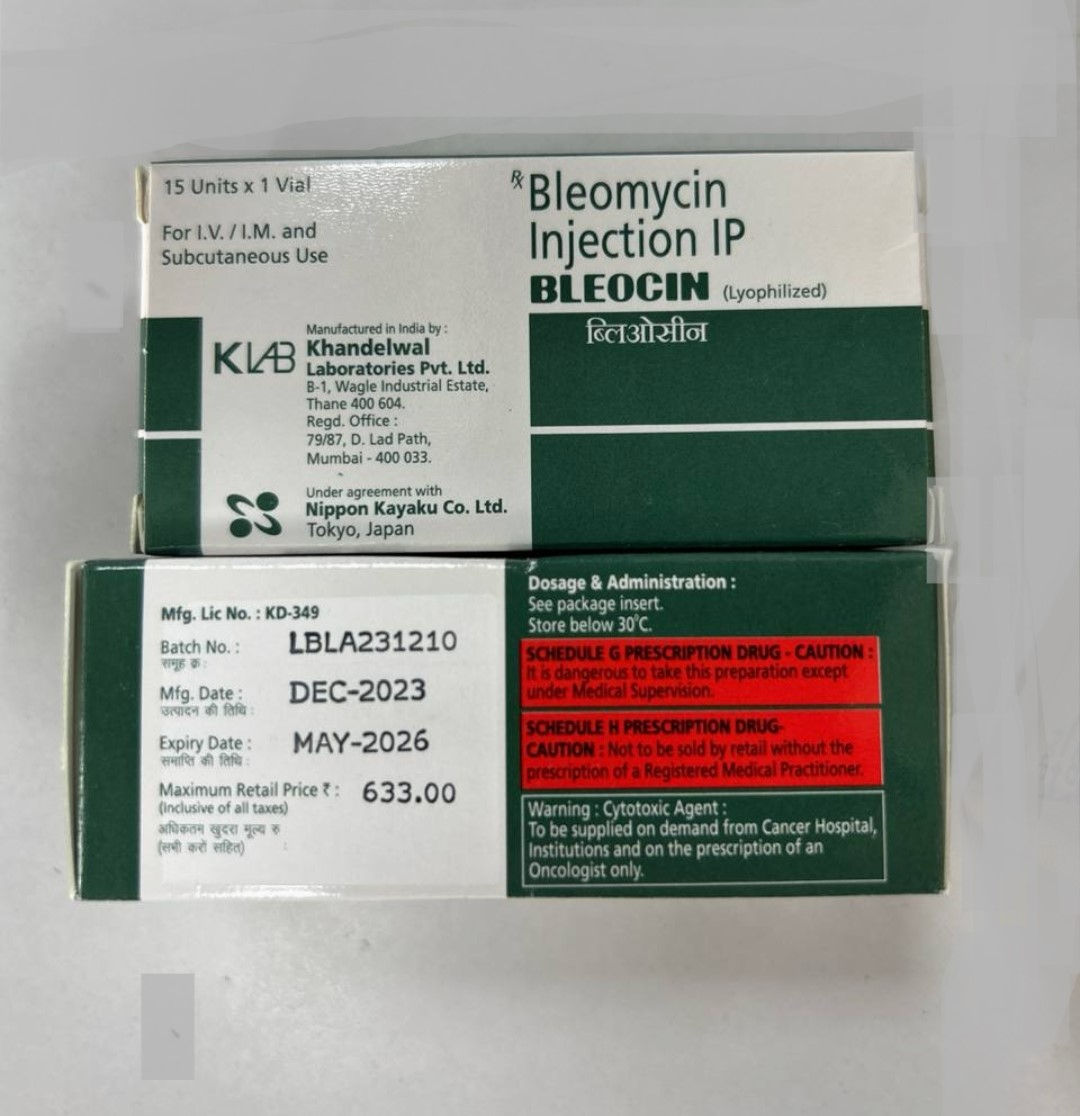 15 Units x 1 Vial
For I.V. / I.M. and
Subcutaneous Use
℞ Bleomycin
Injection IP
BLEOCIN (Lyophilized)
ब्लिओसीन
KLAB
Manufactured in India by :
Khandelwal
Laboratories Pvt. Ltd.
B-1, Wagle Industrial Estate,
Thane 400 604.
Regd. Office :
79/87, D. Lad Path,
Mumbai - 400 033.
Under agreement with
Nippon Kayaku Co. Ltd.
Tokyo, Japan
Mfg. Lic No. : KD-349
Batch No. : LBLA231210
समूह क्र :
Mfg. Date : DEC-2023
उत्पादन की तिथि :
Expiry Date : MAY-2026
समाप्ति की तिथि :
Maximum Retail Price ₹ : 633.00
(Inclusive of all taxes)
अधिकतम खुदरा मूल्य रु :
(सभी करों सहित)
Dosage & Administration :
See package insert.
Store below 30°C.
SCHEDULE G PRESCRIPTION DRUG - CAUTION :
It is dangerous to take this preparation except
under Medical Supervision.
SCHEDULE H PRESCRIPTION DRUG-
CAUTION : Not to be sold by retail without the
prescription of a Registered Medical Practitioner.
Warning : Cytotoxic Agent :
To be supplied on demand from Cancer Hospital,
Institutions and on the prescription of an
Oncologist only.